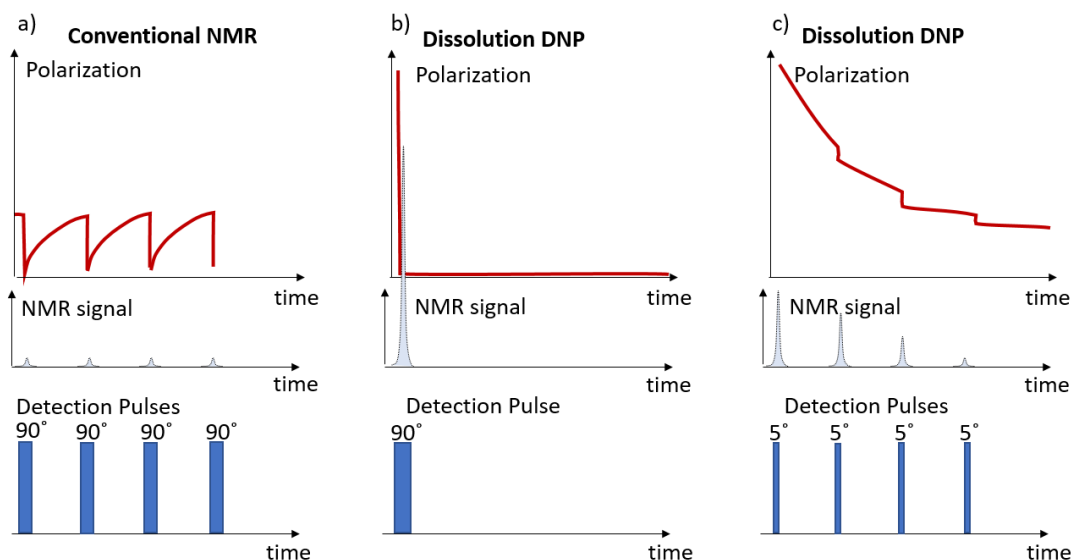 a)
Conventional NMR
Polarization
time
NMR signal
time
Detection Pulses
90° 90° 90° 90°
time
b)
Dissolution DNP
Polarization
time
NMR signal
time
Detection Pulse
90°
time
c)
Dissolution DNP
Polarization
time
NMR signal
time
Detection Pulses
5° 5° 5° 5°
time